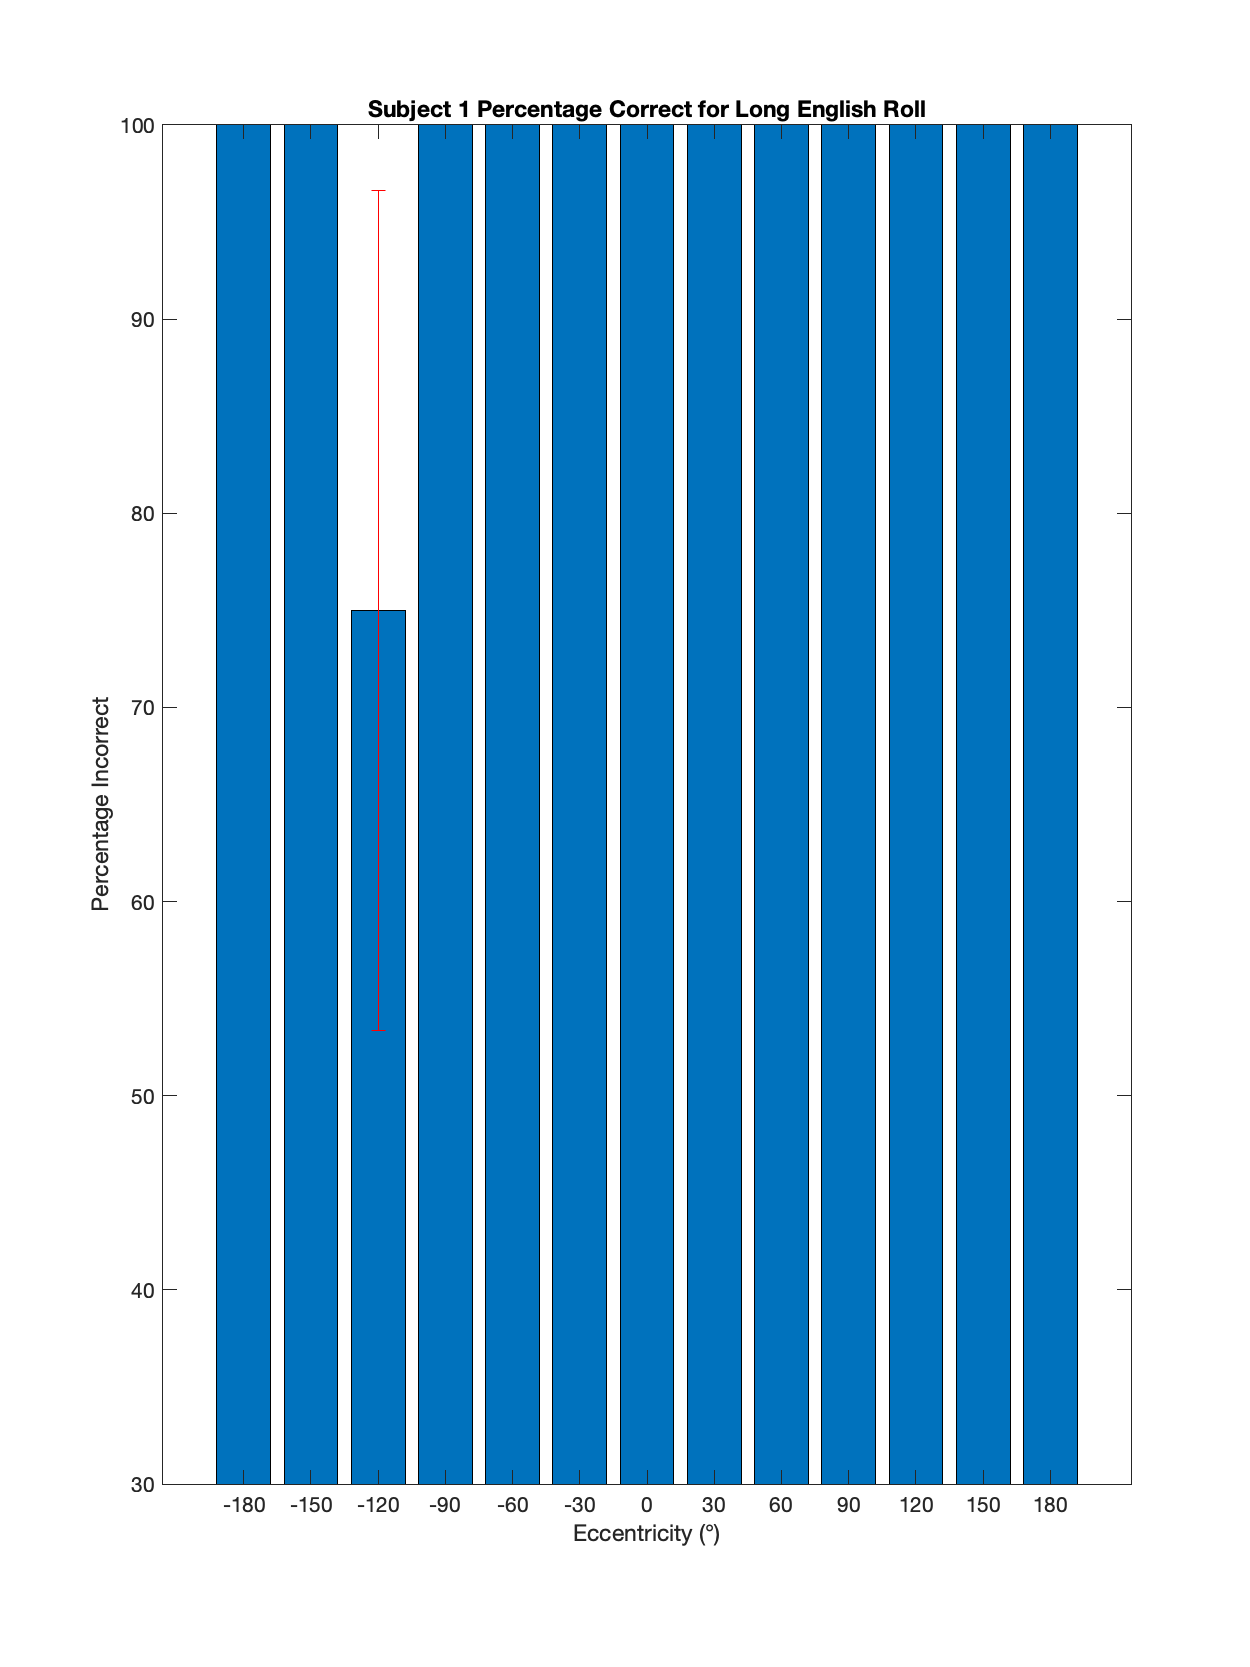 Subject 1 Percentage Correct for Long English Roll
100
90
80
70
60
50
40
30
Percentage Incorrect
-180 -150 -120 -90 -60 -30 0 30 60 90 120 150 180
Eccentricity (°)